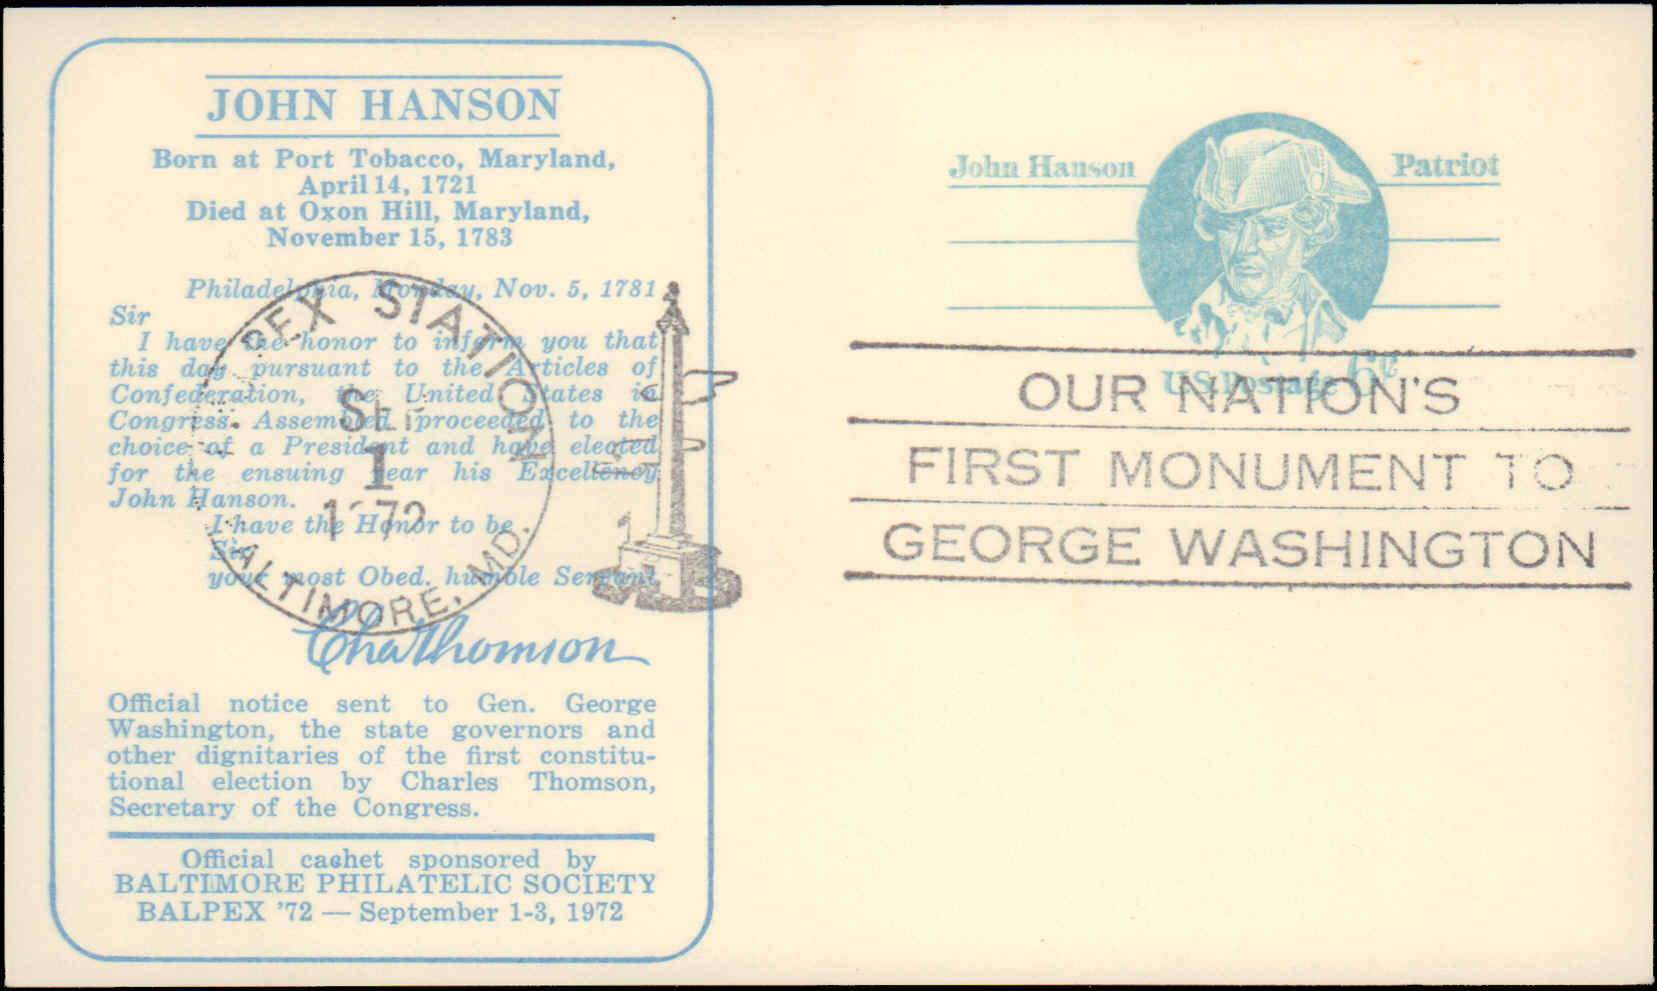 JOHN HANSON
Born at Port Tobacco, Maryland,
April 14, 1721
Died at Oxon Hill, Maryland,
November 15, 1783
Philadelphia, Monday, Nov. 5, 1781
Sir
I have the honor to inform you that
this day pursuant to the Articles of
Confederation, the United States in
Congress Assembled proceeded to the
choice of a President and have elected
for the ensuing Year his Excellency
John Hanson.
I have the Honor to be
Sir
your most Obed. humble Servant
Cha Thomson
Official notice sent to Gen. George
Washington, the state governors and
other dignitaries of the first constitu-
tional election by Charles Thomson,
Secretary of the Congress.
Official cachet sponsored by
BALTIMORE PHILATELIC SOCIETY
BALPEX '72 — September 1-3, 1972
PEX STATION
SEP
1
1972
BALTIMORE, MD.
John Hanson Patriot
US Postage 6¢
OUR NATION'S
FIRST MONUMENT TO
GEORGE WASHINGTON